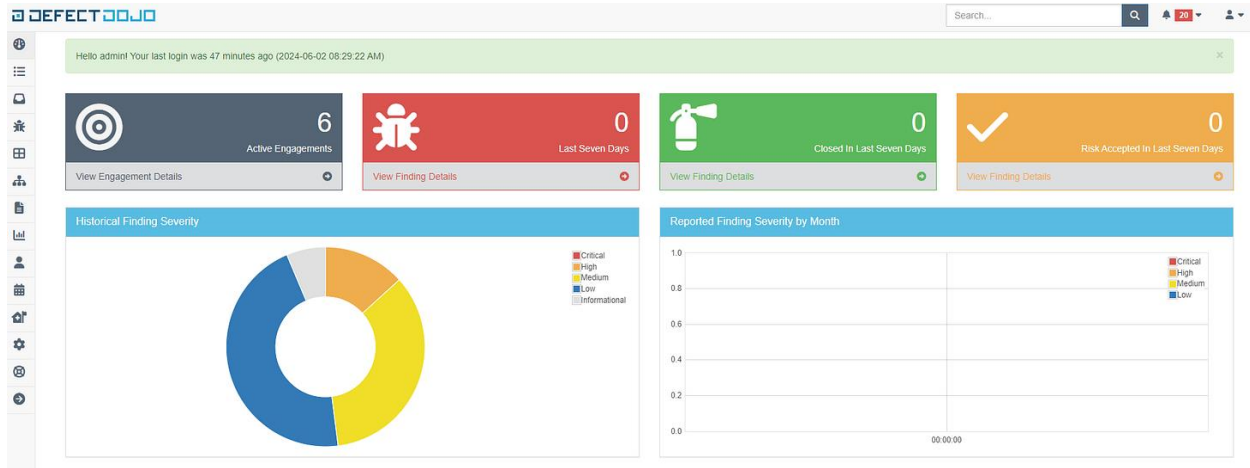 DEFECTDOJO
Search...
20
Hello admin! Your last login was 47 minutes ago (2024-06-02 08:29:22 AM)
×
6
Active Engagements
View Engagement Details
0
Last Seven Days
View Finding Details
0
Closed In Last Seven Days
View Finding Details
0
Risk Accepted In Last Seven Days
View Finding Details
Historical Finding Severity
Critical
High
Medium
Low
Informational
Reported Finding Severity by Month
1.0
0.8
0.6
0.4
0.2
0.0
00:00:00
Critical
High
Medium
Low